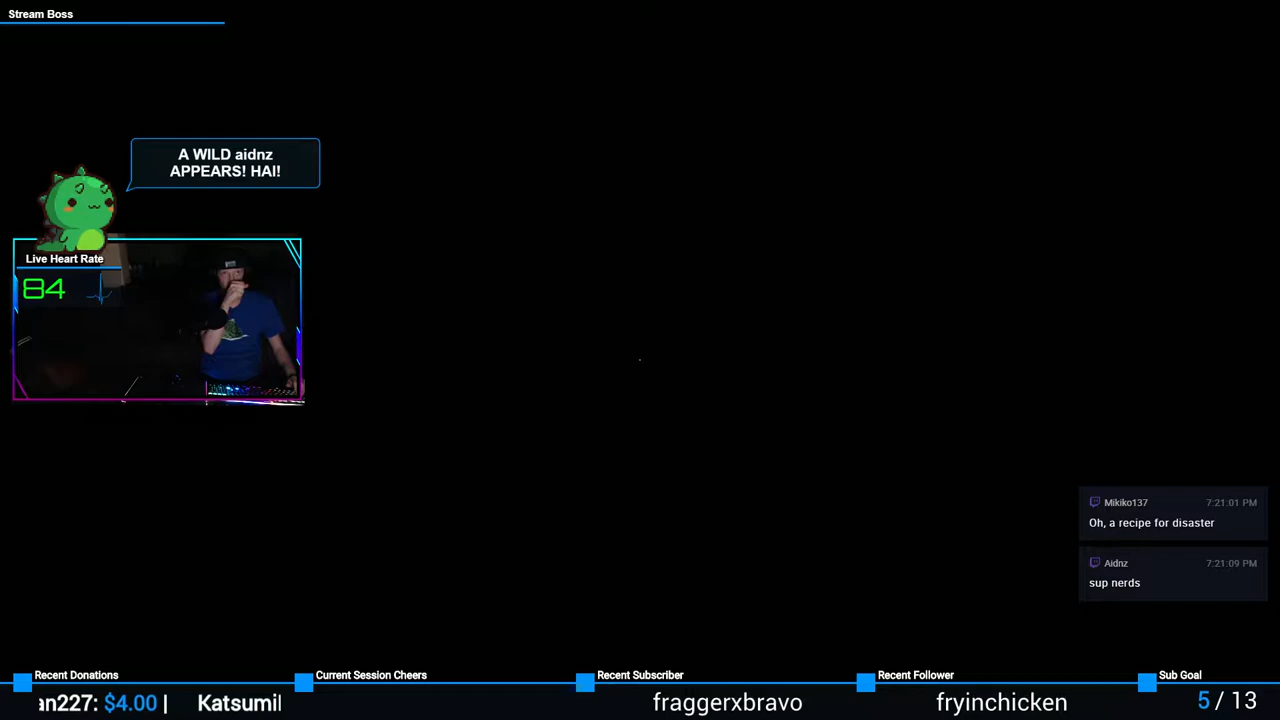 Stream Boss
A WILD aidnz
APPEARS! HAI!
Live Heart Rate
84
Mikiko137 7:21:01 PM
Oh, a recipe for disaster
Aidnz 7:21:09 PM
sup nerds
Recent Donations
an227: $4.00 | Katsumil
Current Session Cheers
Recent Subscriber
fraggerxbravo
Recent Follower
fryinchicken
Sub Goal
5 / 13